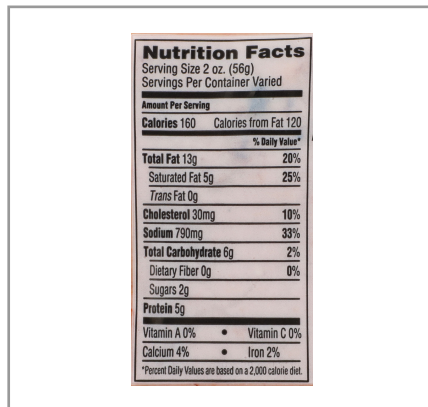 Nutrition Facts
Serving Size 2 oz. (56g)
Servings Per Container Varied
Amount Per Serving
Calories 160 Calories from Fat 120
% Daily Value*
Total Fat 13g 20%
Saturated Fat 5g 25%
Trans Fat 0g
Cholesterol 30mg 10%
Sodium 790mg 33%
Total Carbohydrate 6g 2%
Dietary Fiber 0g 0%
Sugars 2g
Protein 5g
Vitamin A 0% • Vitamin C 0%
Calcium 4% • Iron 2%
*Percent Daily Values are based on a 2,000 calorie diet.